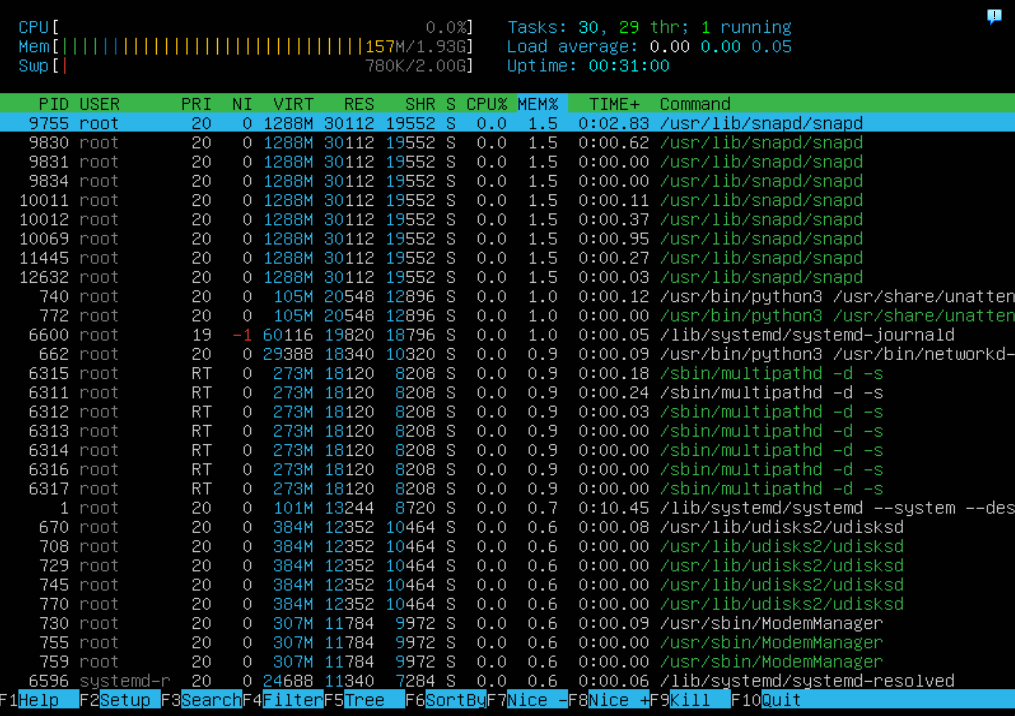 CPU[ 0.0%] Tasks: 30, 29 thr; 1 running
Mem[||||||||||||||||||||||||||||||||||||157M/1.93G] Load average: 0.00 0.00 0.05
Swp[| 780K/2.00G] Uptime: 00:31:00
PID USER PRI NI VIRT RES SHR S CPU% MEM% TIME+ Command
9755 root 20 0 1288M 30112 19552 S 0.0 1.5 0:02.83 /usr/lib/snapd/snapd
9830 root 20 0 1288M 30112 19552 S 0.0 1.5 0:00.62 /usr/lib/snapd/snapd
9831 root 20 0 1288M 30112 19552 S 0.0 1.5 0:00.00 /usr/lib/snapd/snapd
9834 root 20 0 1288M 30112 19552 S 0.0 1.5 0:00.00 /usr/lib/snapd/snapd
10011 root 20 0 1288M 30112 19552 S 0.0 1.5 0:00.11 /usr/lib/snapd/snapd
10012 root 20 0 1288M 30112 19552 S 0.0 1.5 0:00.37 /usr/lib/snapd/snapd
10069 root 20 0 1288M 30112 19552 S 0.0 1.5 0:00.95 /usr/lib/snapd/snapd
11445 root 20 0 1288M 30112 19552 S 0.0 1.5 0:00.27 /usr/lib/snapd/snapd
12632 root 20 0 1288M 30112 19552 S 0.0 1.5 0:00.03 /usr/lib/snapd/snapd
740 root 20 0 105M 20548 12896 S 0.0 1.0 0:00.12 /usr/bin/python3 /usr/share/unatten
772 root 20 0 105M 20548 12896 S 0.0 1.0 0:00.00 /usr/bin/python3 /usr/share/unatten
6600 root 19 -1 60116 19820 18796 S 0.0 1.0 0:00.05 /lib/systemd/systemd-journald
662 root 20 0 29388 18340 10320 S 0.0 0.9 0:00.09 /usr/bin/python3 /usr/bin/networkd-
6315 root RT 0 273M 18120 8208 S 0.0 0.9 0:00.18 /sbin/multipathd -d -s
6311 root RT 0 273M 18120 8208 S 0.0 0.9 0:00.24 /sbin/multipathd -d -s
6312 root RT 0 273M 18120 8208 S 0.0 0.9 0:00.03 /sbin/multipathd -d -s
6313 root RT 0 273M 18120 8208 S 0.0 0.9 0:00.00 /sbin/multipathd -d -s
6314 root RT 0 273M 18120 8208 S 0.0 0.9 0:00.00 /sbin/multipathd -d -s
6316 root RT 0 273M 18120 8208 S 0.0 0.9 0:00.00 /sbin/multipathd -d -s
6317 root RT 0 273M 18120 8208 S 0.0 0.9 0:00.00 /sbin/multipathd -d -s
1 root 20 0 101M 13244 8720 S 0.0 0.7 0:10.45 /lib/systemd/systemd --system --des
670 root 20 0 384M 12352 10464 S 0.0 0.6 0:00.08 /usr/lib/udisks2/udisksd
708 root 20 0 384M 12352 10464 S 0.0 0.6 0:00.00 /usr/lib/udisks2/udisksd
729 root 20 0 384M 12352 10464 S 0.0 0.6 0:00.00 /usr/lib/udisks2/udisksd
745 root 20 0 384M 12352 10464 S 0.0 0.6 0:00.00 /usr/lib/udisks2/udisksd
770 root 20 0 384M 12352 10464 S 0.0 0.6 0:00.00 /usr/lib/udisks2/udisksd
730 root 20 0 307M 11784 9972 S 0.0 0.6 0:00.09 /usr/sbin/ModemManager
755 root 20 0 307M 11784 9972 S 0.0 0.6 0:00.00 /usr/sbin/ModemManager
759 root 20 0 307M 11784 9972 S 0.0 0.6 0:00.00 /usr/sbin/ModemManager
6596 systemd-r 20 0 24688 11340 7284 S 0.0 0.6 0:00.06 /lib/systemd/systemd-resolved
F1Help F2Setup F3SearchF4FilterF5Tree F6SortByF7Nice -F8Nice +F9Kill F10Quit